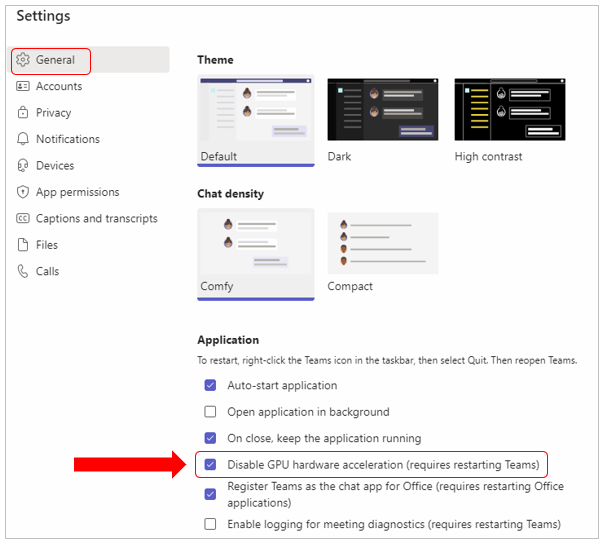 Settings
General
Accounts
Privacy
Notifications
Devices
App permissions
CC Captions and transcripts
Files
Calls
Theme
Default
Dark
High contrast
Chat density
Comfy
Compact
Application
To restart, right-click the Teams icon in the taskbar, then select Quit. Then reopen Teams.
Auto-start application
Open application in background
On close, keep the application running
Disable GPU hardware acceleration (requires restarting Teams)
Register Teams as the chat app for Office (requires restarting Office
applications)
Enable logging for meeting diagnostics (requires restarting Teams)